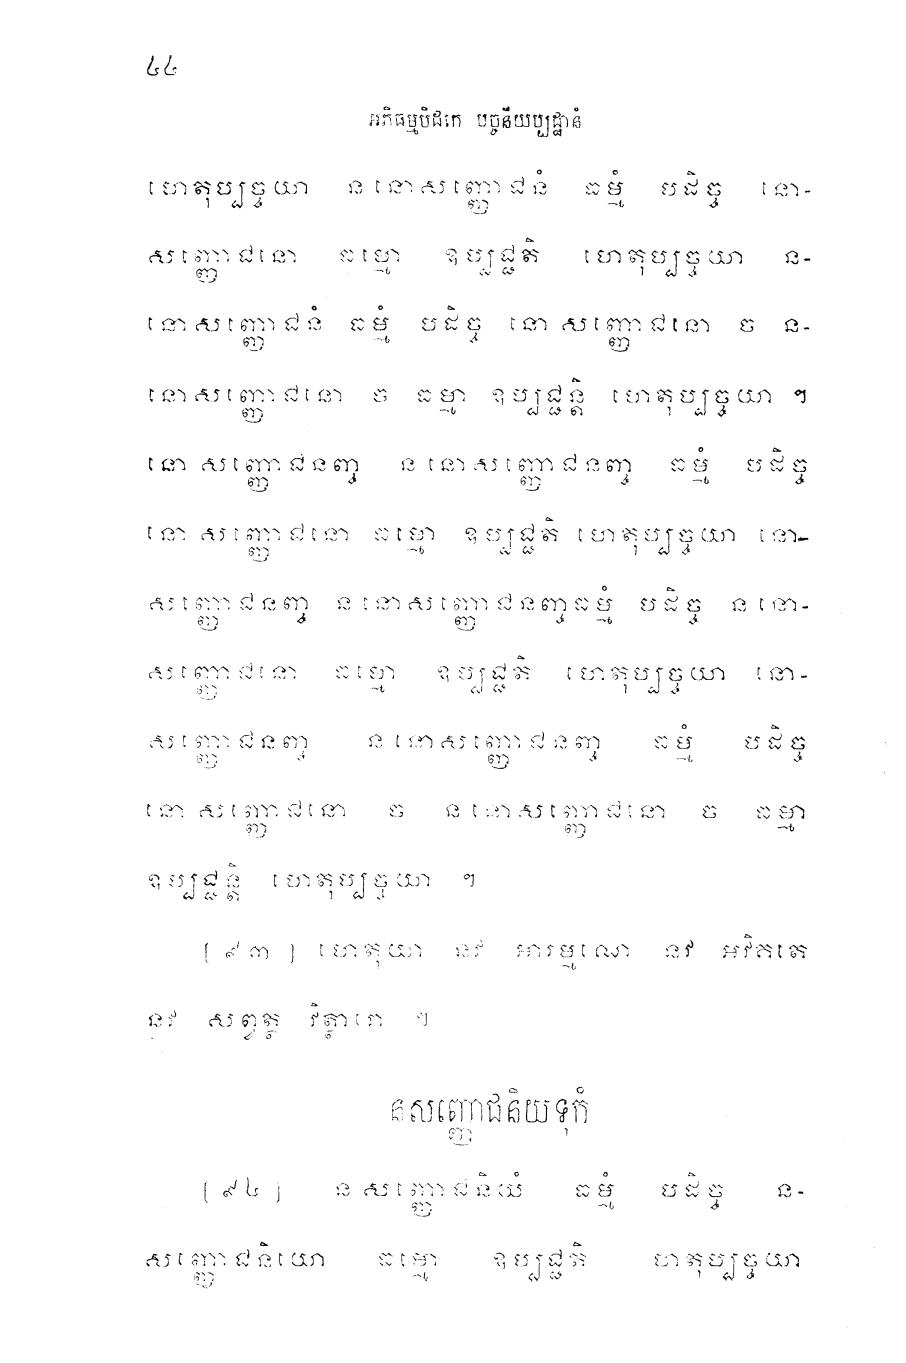 ៤៤
អភិធម្មបិដកេ បច្ចនីយប្បដ្ឋានំ
ហេតុប្បច្ចយា ន នោសញ្ញោជនំ ធម្មំ បដិច្ច នោ-
សញ្ញោជនោ ធម្មោ ឧប្បជ្ជតិ ហេតុប្បច្ចយា ន-
នោសញ្ញោជនំ ធម្មំ បដិច្ច នោ សញ្ញោជនោ ច ន-
នោសញ្ញោជនោ ច ធម្មា ឧប្បជ្ជន្តិ ហេតុប្បច្ចយា ។
នោ សញ្ញោជនញ្ច ន នោសញ្ញោជនញ្ច ធម្មំ បដិច្ច
នោ សញ្ញោជនោ ធម្មោ ឧប្បជ្ជតិ ហេតុប្បច្ចយា នោ-
សញ្ញោជនញ្ច ន នោសញ្ញោជនញ្ច ធម្មំ បដិច្ច ន នោ-
សញ្ញោជនោ ធម្មោ ឧប្បជ្ជតិ ហេតុប្បច្ចយា នោ-
សញ្ញោជនញ្ច ន នោសញ្ញោជនញ្ច ធម្មំ បដិច្ច
នោ សញ្ញោជនោ ច ន នោសញ្ញោជនោ ច ធម្មា
ឧប្បជ្ជន្តិ ហេតុប្បច្ចយា ។
[ ៩៣ ] ហេតុយា នវ អារម្មណេ នវ អវិគតេ
នវ សព្វត្ថ វិត្ថារោ ។
នសញ្ញោជនិយទុកំ
[ ៩៤ ] ន សញ្ញោជនិយំ ធម្មំ បដិច្ច ន-
សញ្ញោជនិយោ ធម្មោ ឧប្បជ្ជតិ ហេតុប្បច្ចយា